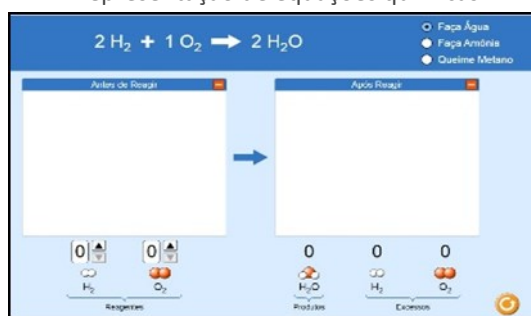 2 H₂ + 1 O₂ → 2 H₂O
Faça Água
Faça Amônia
Queime Metano
Antes de Reagir
Após Reagir
0 0 0 0 0
H₂ O₂ H₂O H₂ O₂
Reagentes Produtos Excessos